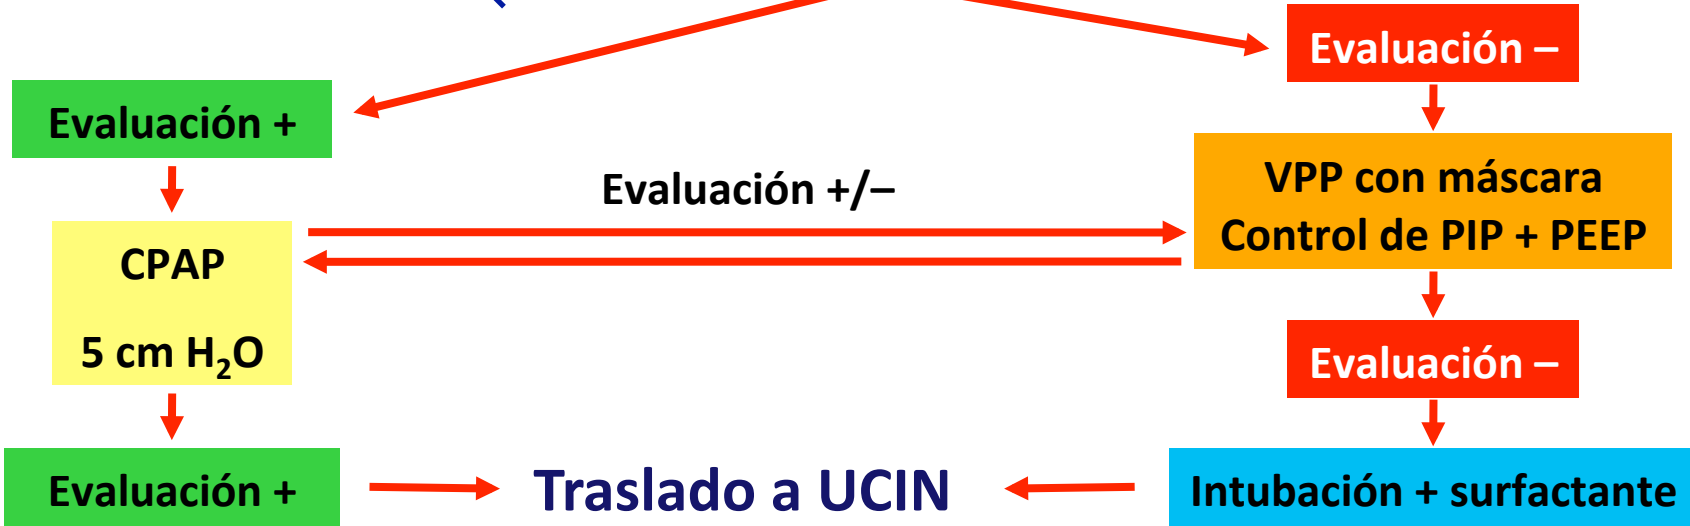 Evaluación –
Evaluación +
VPP con máscara
Control de PIP + PEEP
Evaluación +/–
CPAP
5 cm H₂O
Evaluación –
Evaluación +
Traslado a UCIN
Intubación + surfactante